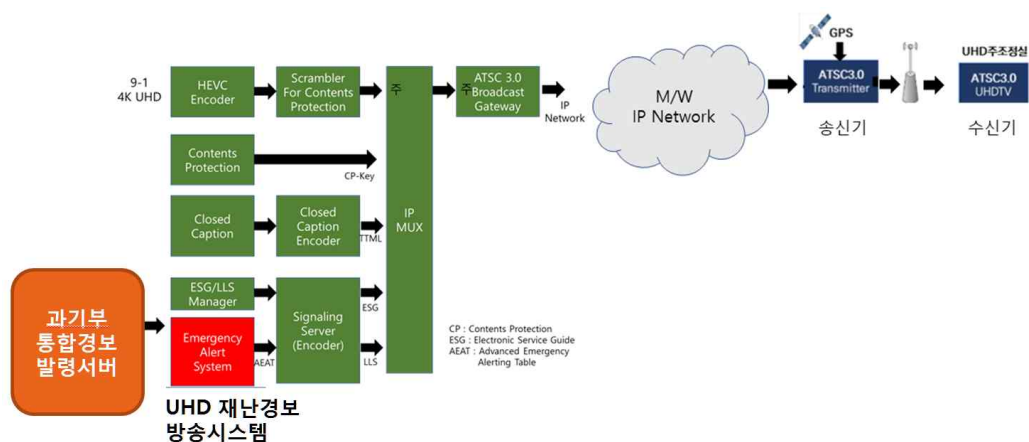 9-1
4K UHD
HEVC
Encoder
Scrambler
For Contents
Protection
주
주
ATSC 3.0
Broadcast
Gateway
IP
Network
M/W
IP Network
GPS
ATSC3.0
Transmitter
송신기
UHD주조정실
ATSC3.0
UHDTV
수신기
Contents
Protection
CP-Key
IP
MUX
Closed
Caption
Closed
Caption
Encoder
TTML
ESG/LLS
Manager
Signaling
Server
(Encoder)
ESG
LLS
과기부
통합경보
발령서버
Emergency
Alert
System
AEAT
CP : Contents Protection
ESG : Electronic Service Guide
AEAT : Advanced Emergency
Alerting Table
UHD 재난경보
방송시스템